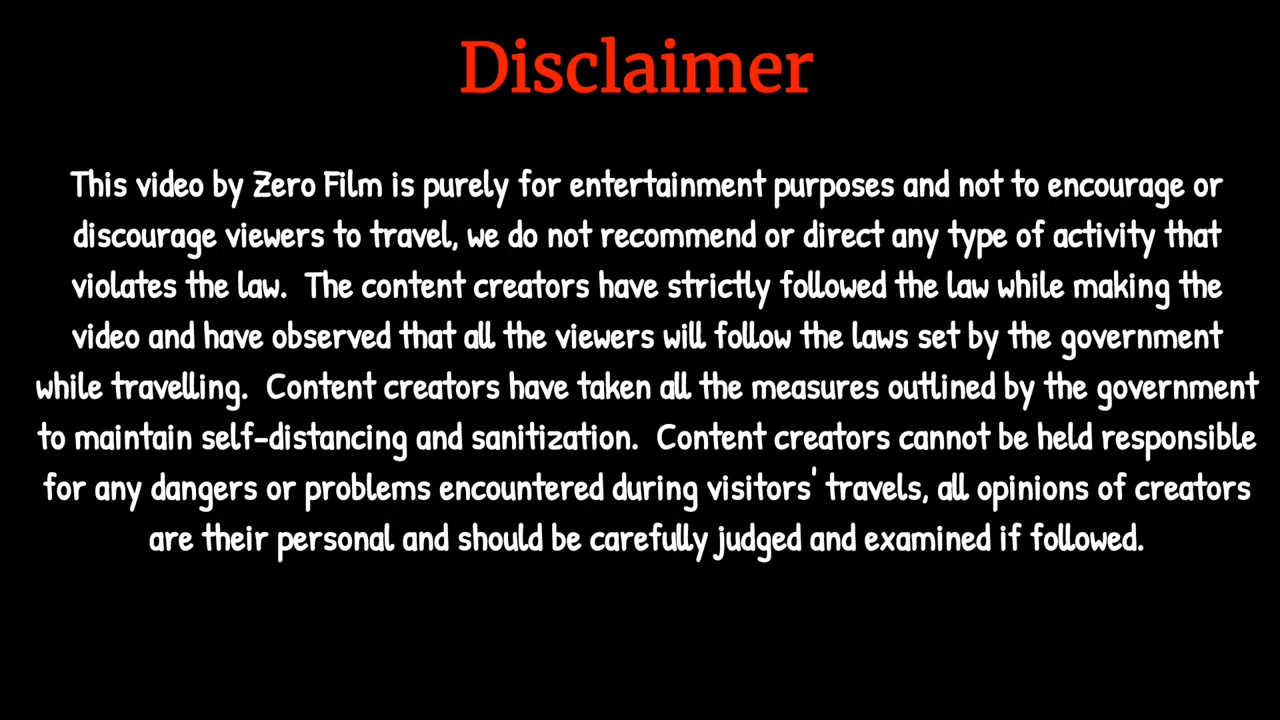 Disclaimer
This video by Zero Film is purely for entertainment purposes and not to encourage or
discourage viewers to travel, we do not recommend or direct any type of activity that
violates the law.  The content creators have strictly followed the law while making the
video and have observed that all the viewers will follow the laws set by the government
while travelling.  Content creators have taken all the measures outlined by the government
to maintain self-distancing and sanitization.  Content creators cannot be held responsible
for any dangers or problems encountered during visitors' travels, all opinions of creators
are their personal and should be carefully judged and examined if followed.